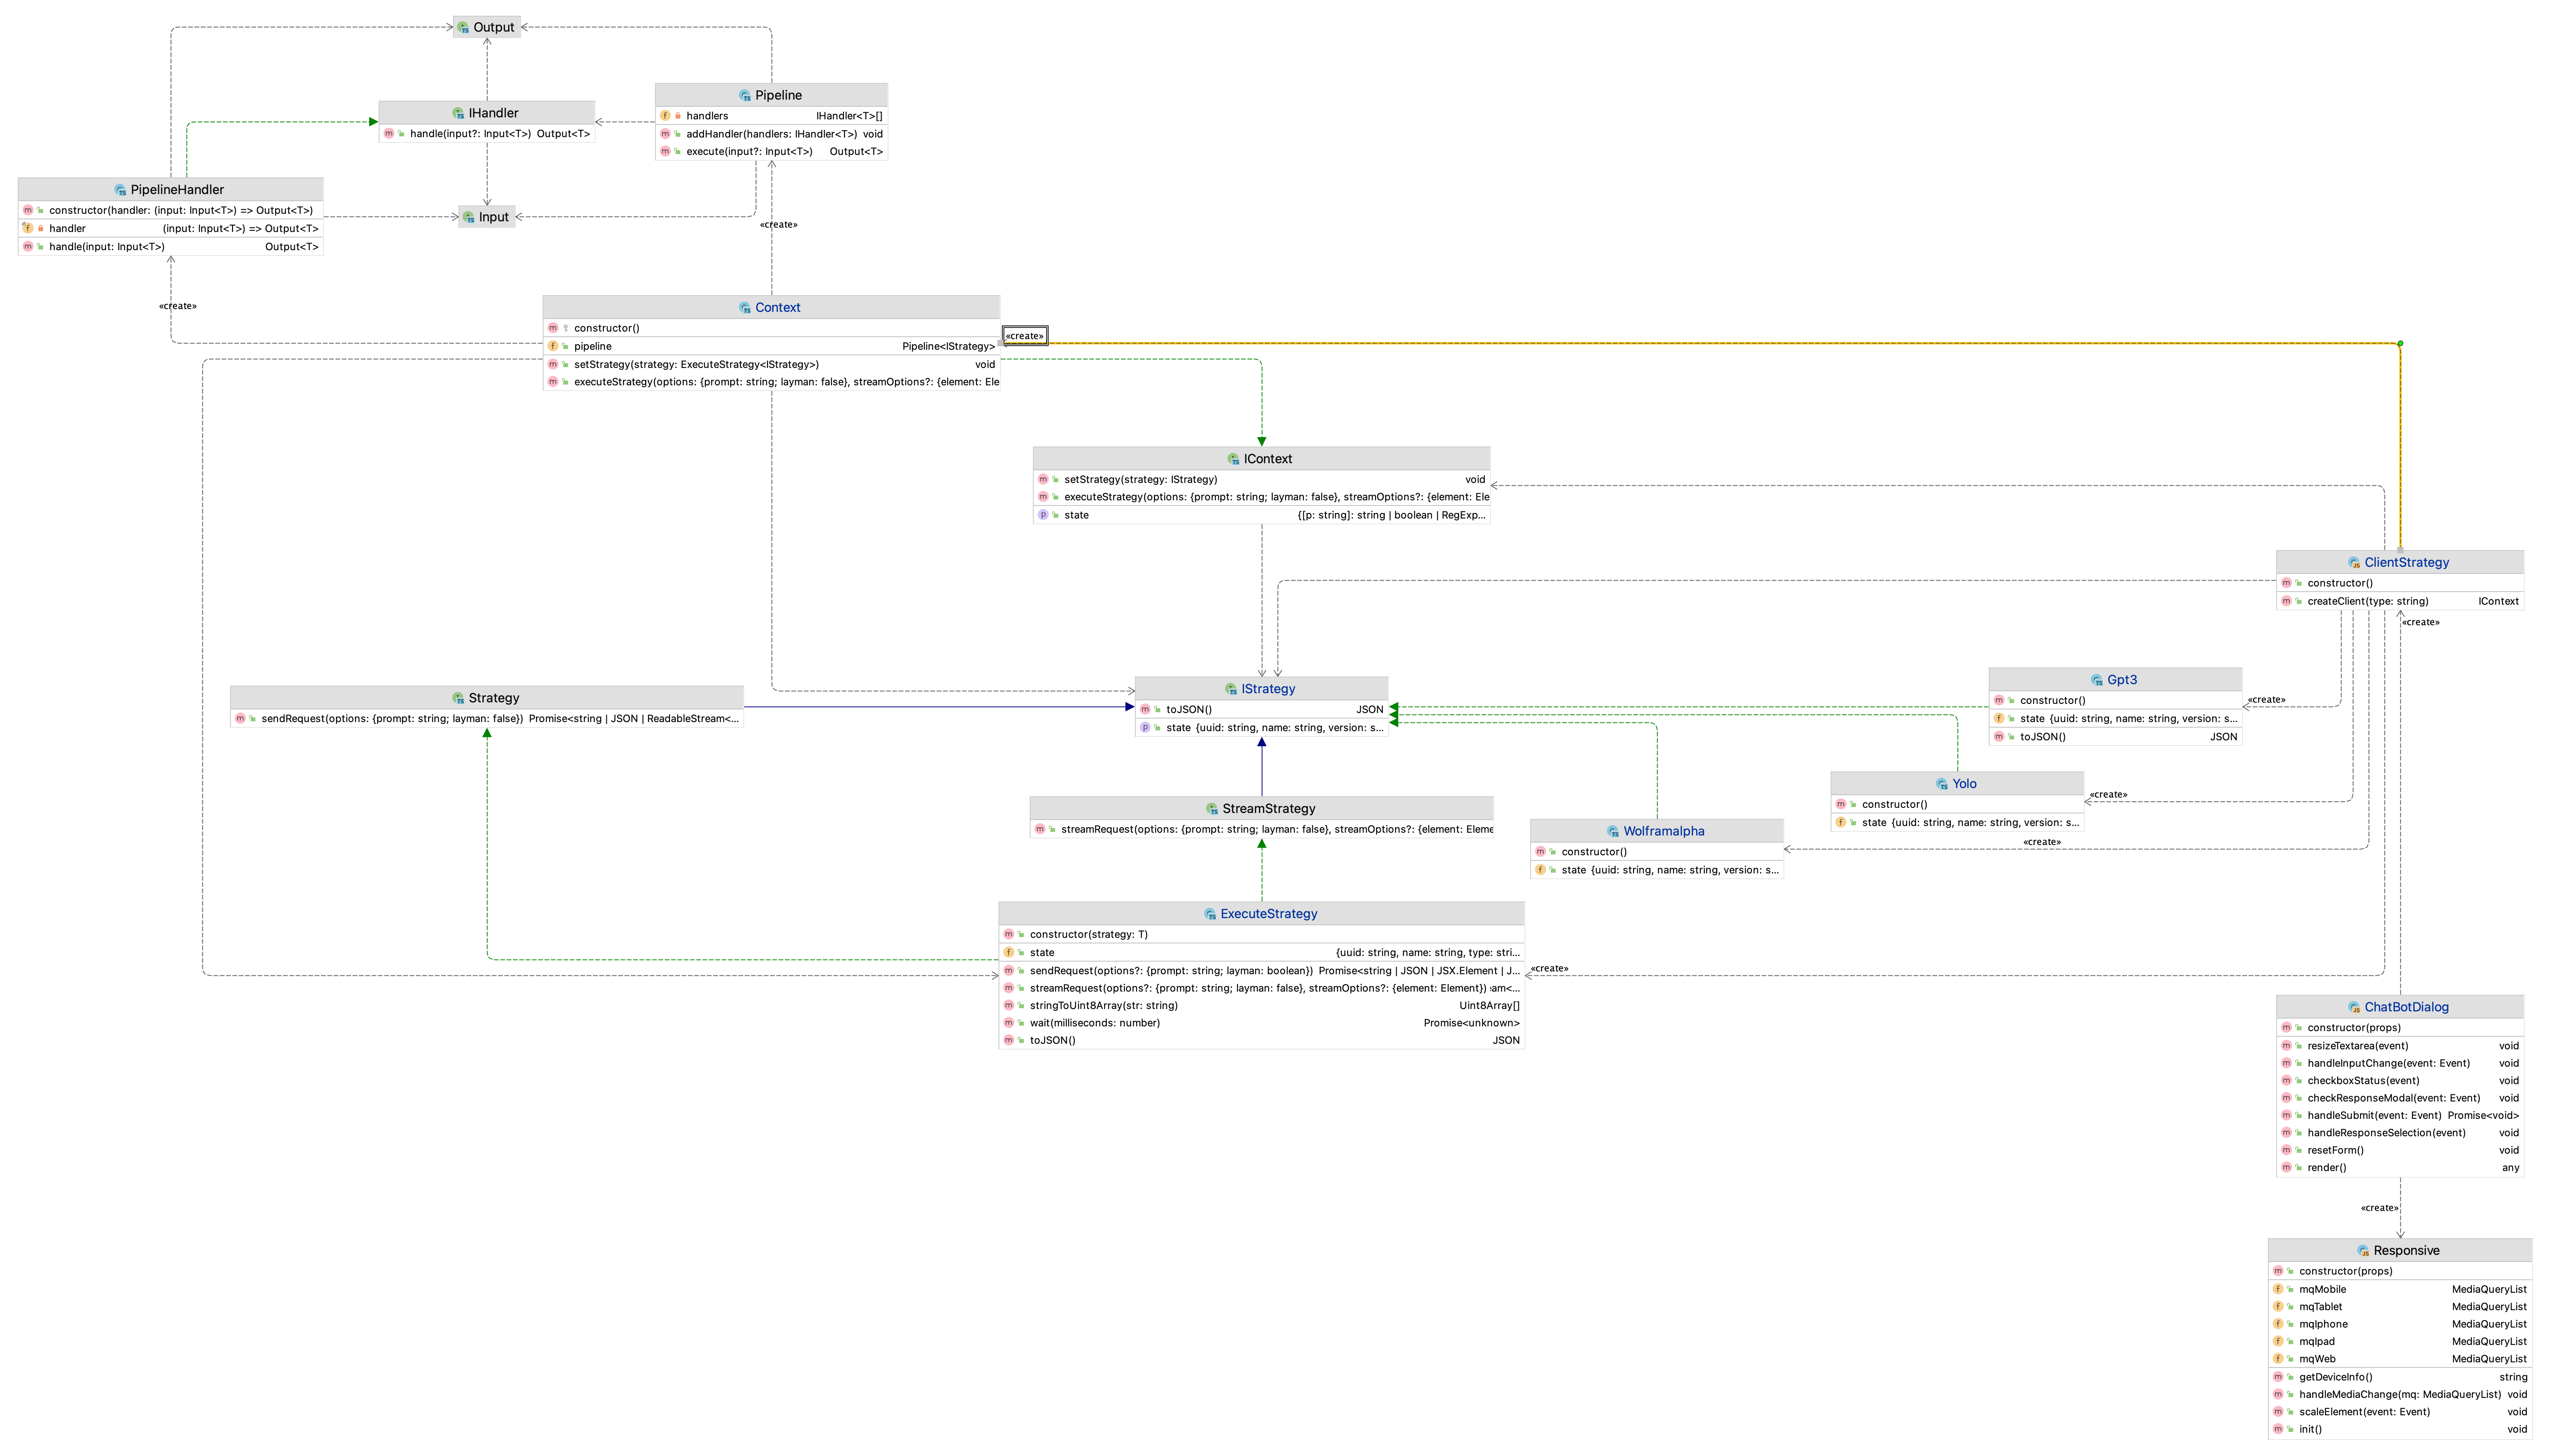 Output
Pipeline
handlers IHandler<T>[]
addHandler(handlers: IHandler<T>) void
execute(input?: Input<T>) Output<T>
IHandler
handle(input?: Input<T>) Output<T>
PipelineHandler
constructor(handler: (input: Input<T>) => Output<T>)
handler (input: Input<T>) => Output<T>
handle(input: Input<T>) Output<T>
Input
«create»
«create»
Context
constructor()
pipeline Pipeline<IStrategy>
setStrategy(strategy: ExecuteStrategy<IStrategy>) void
executeStrategy(options: {prompt: string; layman: false}, streamOptions?: {element: Ele
«create»
IContext
setStrategy(strategy: IStrategy) void
executeStrategy(options: {prompt: string; layman: false}, streamOptions?: {element: Ele
state {[p: string]: string | boolean | RegExp...
ClientStrategy
constructor()
createClient(type: string) IContext
«create»
Strategy
sendRequest(options: {prompt: string; layman: false}) Promise<string | JSON | ReadableStream<...
IStrategy
toJSON() JSON
state {uuid: string, name: string, version: s...
Gpt3
constructor()
state {uuid: string, name: string, version: s...
toJSON() JSON
«create»
Yolo
constructor()
state {uuid: string, name: string, version: s...
«create»
StreamStrategy
streamRequest(options: {prompt: string; layman: false}, streamOptions?: {element: Eleme
Wolframalpha
constructor()
state {uuid: string, name: string, version: s...
«create»
ExecuteStrategy
constructor(strategy: T)
state {uuid: string, name: string, type: stri...
sendRequest(options?: {prompt: string; layman: boolean}) Promise<string | JSON | JSX.Element | J...
streamRequest(options?: {prompt: string; layman: false}, streamOptions?: {element: Element}) am<...
stringToUint8Array(str: string) Uint8Array[]
wait(milliseconds: number) Promise<unknown>
toJSON() JSON
«create»
ChatBotDialog
constructor(props)
resizeTextarea(event) void
handleInputChange(event: Event) void
checkboxStatus(event) void
checkResponseModal(event: Event) void
handleSubmit(event: Event) Promise<void>
handleResponseSelection(event) void
resetForm() void
render() any
«create»
Responsive
constructor(props)
mqMobile MediaQueryList
mqTablet MediaQueryList
mqIphone MediaQueryList
mqIpad MediaQueryList
mqWeb MediaQueryList
getDeviceInfo() string
handleMediaChange(mq: MediaQueryList) void
scaleElement(event: Event) void
init() void